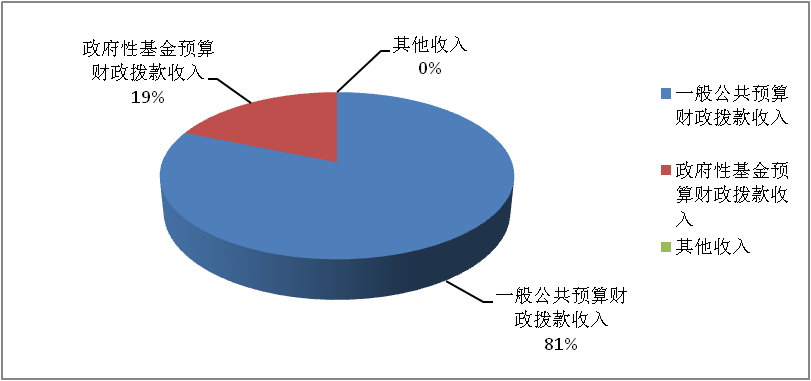 政府性基金预算
财政拨款收入
19%
其他收入
0%
一般公共预算财
政拨款收入
81%
一般公共预算
财政拨款收入
政府性基金预
算财政拨款收
入
其他收入